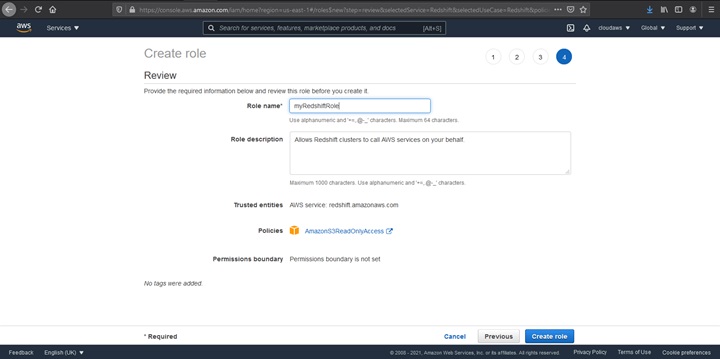 https://console.aws.amazon.com/iam/home?region=us-east-1#/roles$new?step=review&selectedService=Redshift&selectedUseCase=Redshift&polic
aws
Services
Search for services, features, marketplace products, and docs
[Alt+S]
cloudaws
Global
Support
Create role
1
2
3
4
Review
Provide the required information below and review this role before you create it.
Role name*
myRedshiftRole
Use alphanumeric and '+=,.@-_' characters. Maximum 64 characters.
Role description
Allows Redshift clusters to call AWS services on your behalf.
Maximum 1000 characters. Use alphanumeric and '+=,.@-_' characters.
Trusted entities
AWS service: redshift.amazonaws.com
Policies
AmazonS3ReadOnlyAccess
Permissions boundary
Permissions boundary is not set
No tags were added.
* Required
Cancel
Previous
Create role
Feedback
English (UK)
© 2008 - 2021, Amazon Web Services, Inc. or its affiliates. All rights reserved.
Privacy Policy
Terms of Use
Cookie preferences